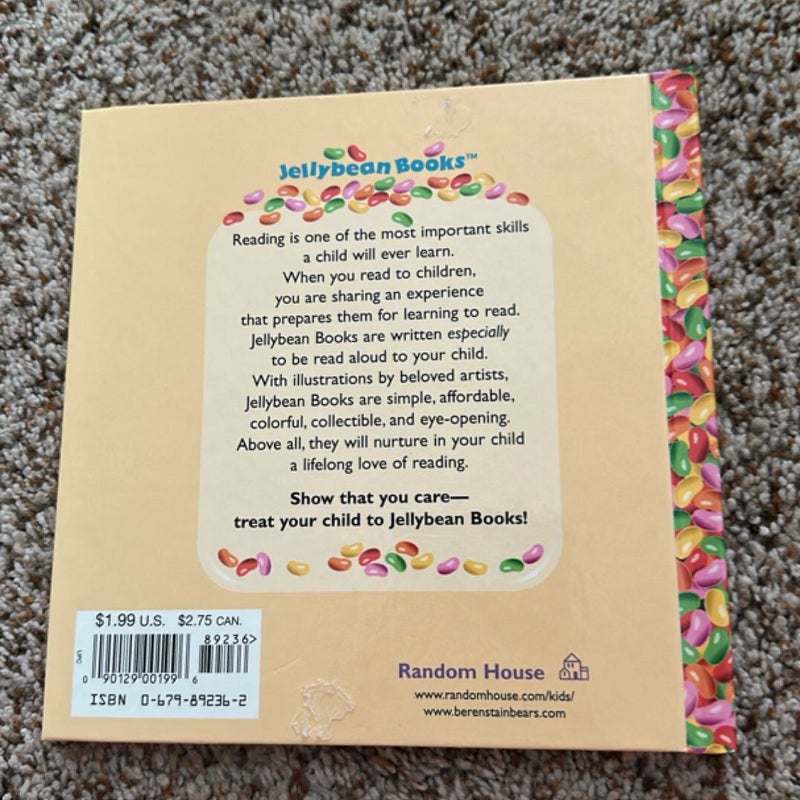 Jellybean Books™
Reading is one of the most important skills
a child will ever learn.
When you read to children,
you are sharing an experience
that prepares them for learning to read.
Jellybean Books are written especially
to be read aloud to your child.
With illustrations by beloved artists,
Jellybean Books are simple, affordable,
colorful, collectible, and eye-opening.
Above all, they will nurture in your child
a lifelong love of reading.
Show that you care—
treat your child to Jellybean Books!
$1.99 U.S. $2.75 CAN.
89236>
UPC
0 90129 00199 6
ISBN 0-679-89236-2
Random House
www.randomhouse.com/kids/
www.berenstainbears.com